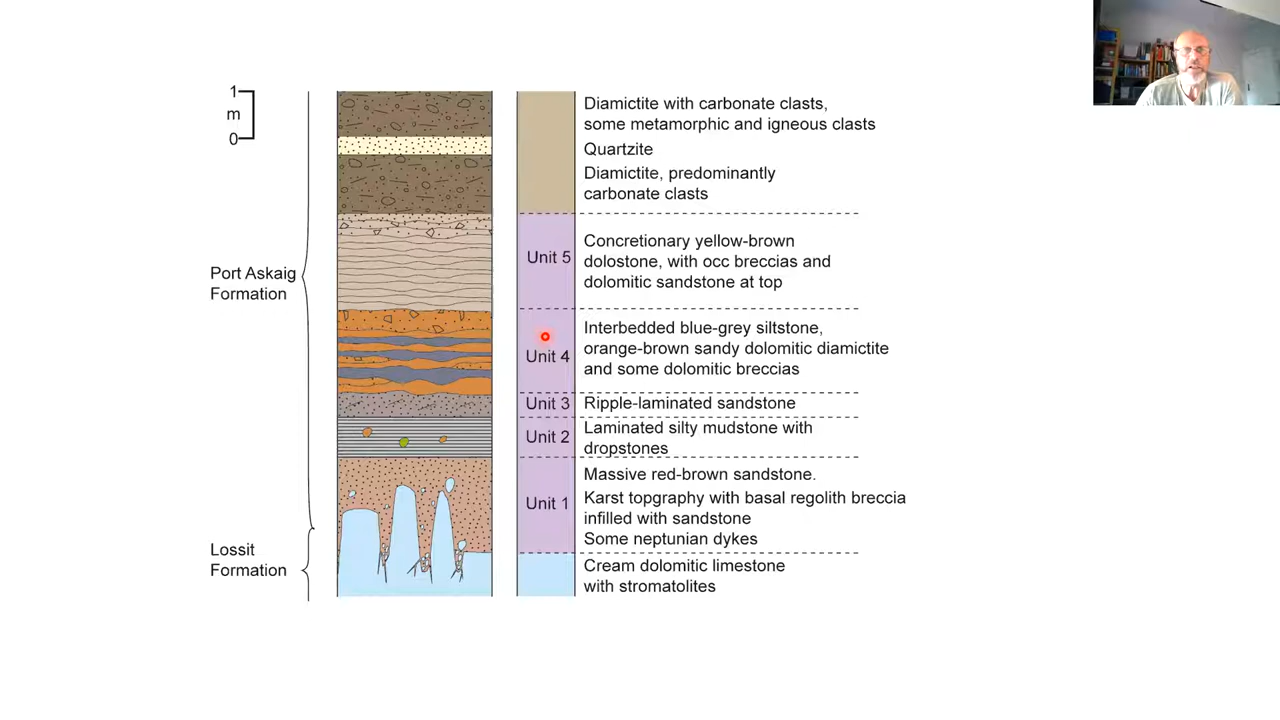 1
m
0
Diamictite with carbonate clasts,
some metamorphic and igneous clasts
Quartzite
Diamictite, predominantly
carbonate clasts
Port Askaig
Formation
Unit 5
Concretionary yellow-brown
dolostone, with occ breccias and
dolomitic sandstone at top
Unit 4
Interbedded blue-grey siltstone,
orange-brown sandy dolomitic diamictite
and some dolomitic breccias
Unit 3
Ripple-laminated sandstone
Unit 2
Laminated silty mudstone with
dropstones
Unit 1
Massive red-brown sandstone.
Karst topgraphy with basal regolith breccia
infilled with sandstone
Some neptunian dykes
Lossit
Formation
Cream dolomitic limestone
with stromatolites